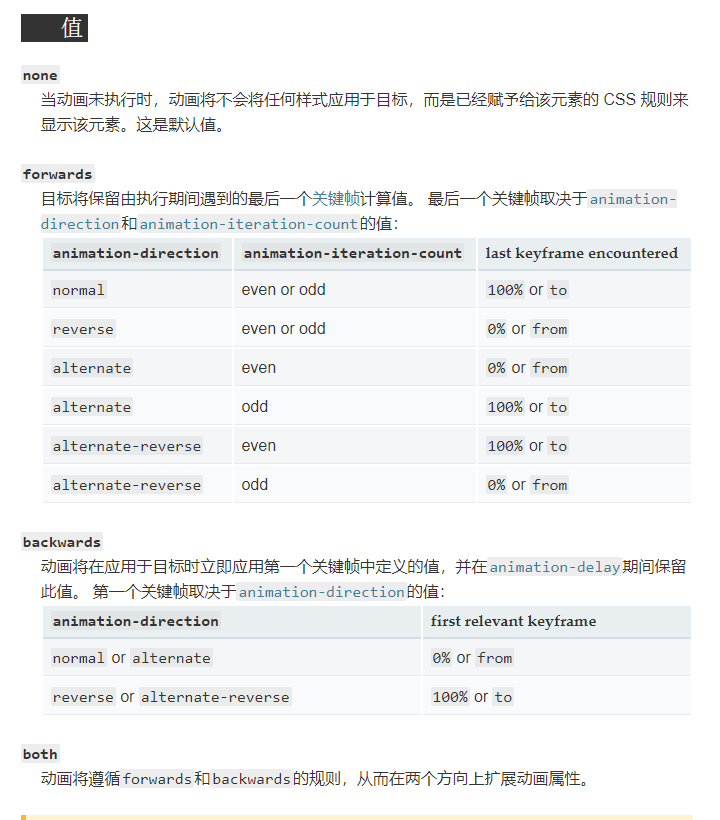 值
none
当动画未执行时，动画将不会将任何样式应用于目标，而是已经赋予给该元素的 CSS 规则来
显示该元素。这是默认值。
forwards
目标将保留由执行期间遇到的最后一个关键帧计算值。 最后一个关键帧取决于animation-
direction和animation-iteration-count的值：
animation-direction animation-iteration-count last keyframe encountered
normal even or odd 100% or to
reverse even or odd 0% or from
alternate even 0% or from
alternate odd 100% or to
alternate-reverse even 100% or to
alternate-reverse odd 0% or from
backwards
动画将在应用于目标时立即应用第一个关键帧中定义的值，并在animation-delay期间保留
此值。 第一个关键帧取决于animation-direction的值：
animation-direction first relevant keyframe
normal or alternate 0% or from
reverse or alternate-reverse 100% or to
both
动画将遵循forwards和backwards的规则，从而在两个方向上扩展动画属性。